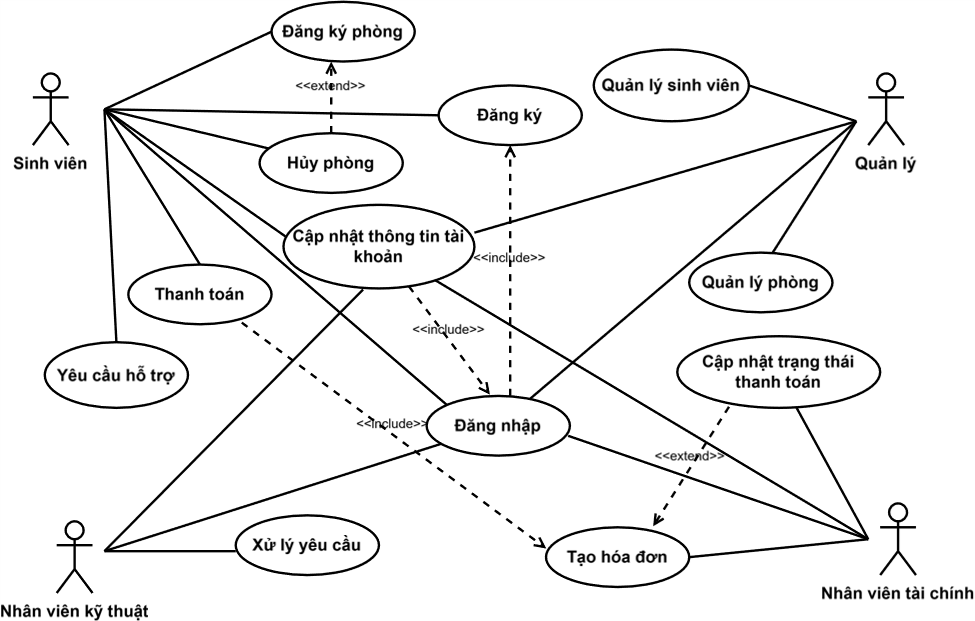 Đăng ký phòng
<<extend>>
Quản lý sinh viên
Đăng ký
Sinh viên
Hủy phòng
Quản lý
Cập nhật thông tin tài
khoản
<<include>>
Thanh toán
Quản lý phòng
<<include>>
Yêu cầu hỗ trợ
Cập nhật trạng thái
thanh toán
<<include>>
Đăng nhập
<<extend>>
Xử lý yêu cầu
Tạo hóa đơn
Nhân viên kỹ thuật
Nhân viên tài chính